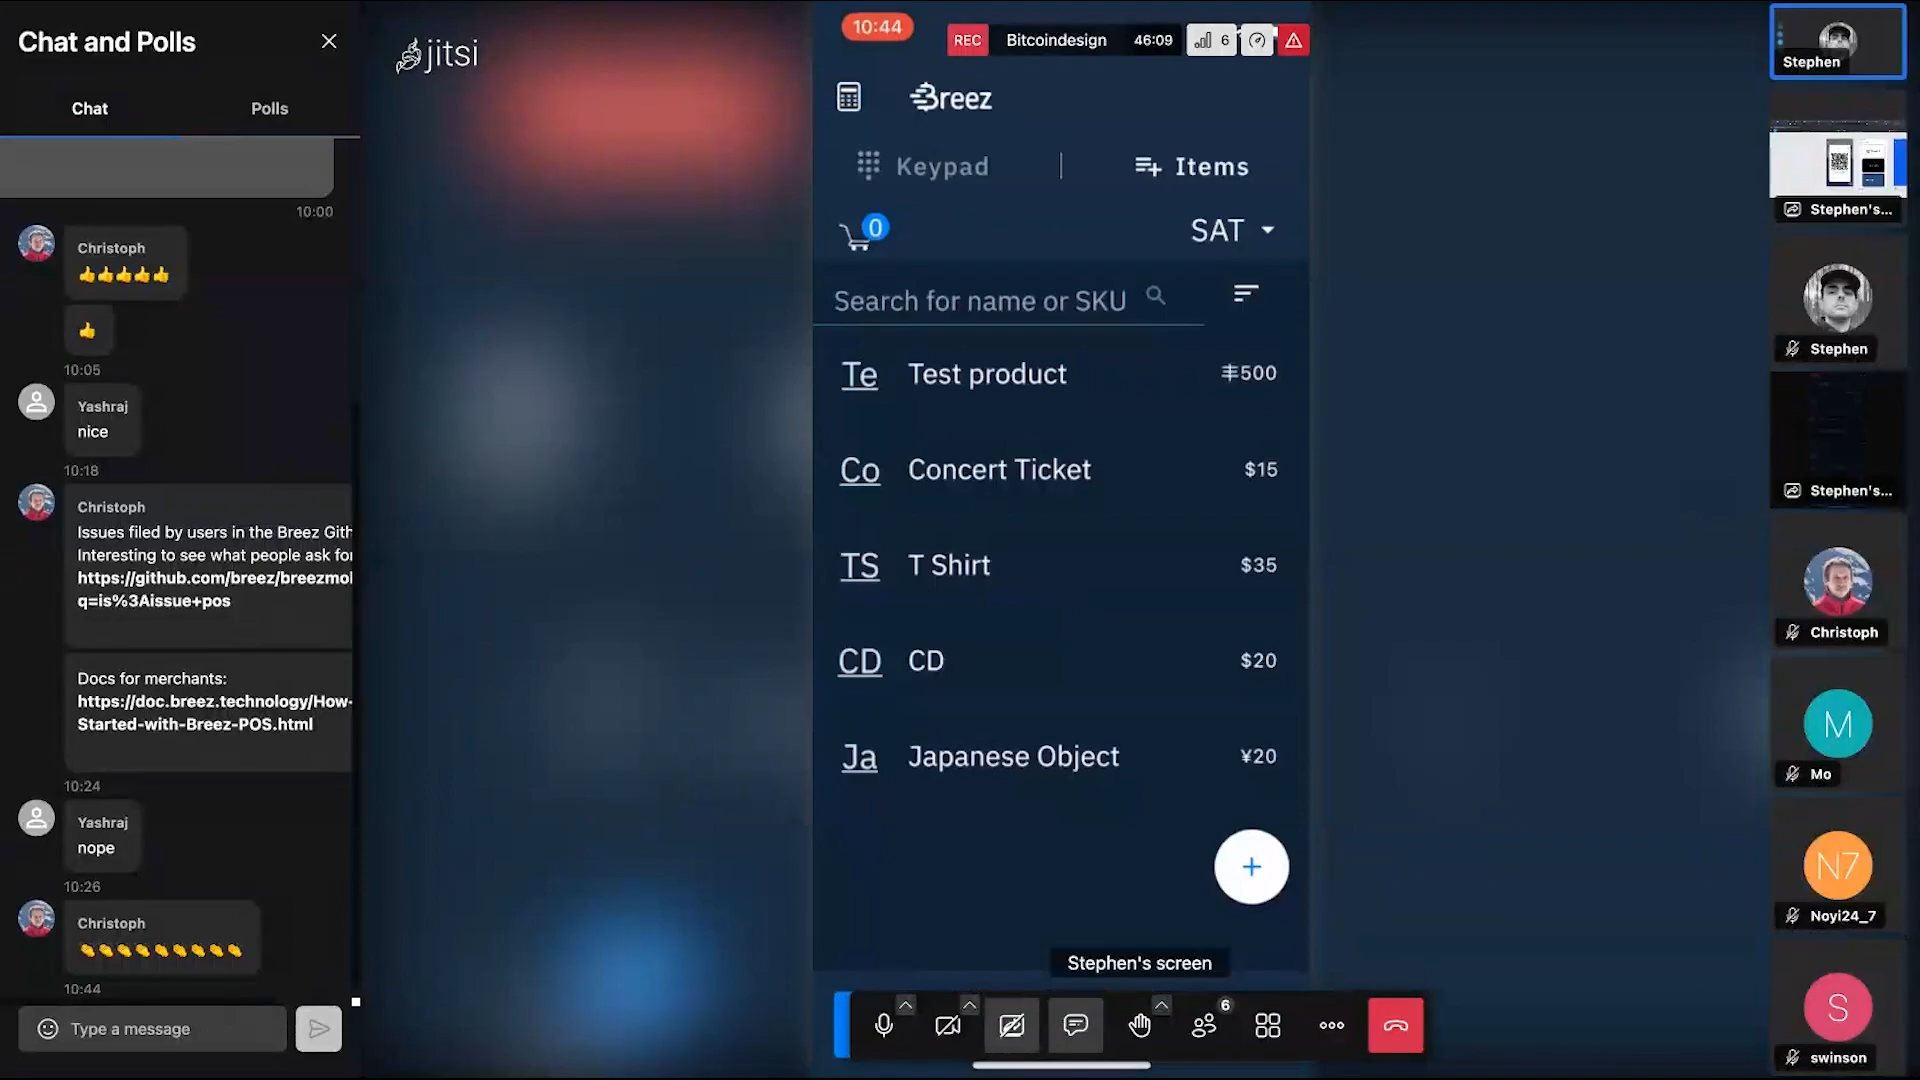 Chat and Polls
Chat
Polls
10:00
Christoph
👍👍👍👍👍
👍
10:05
Yashraj
nice
10:18
Christoph
Issues filed by users in the Breez Gith
Interesting to see what people ask for
https://github.com/breez/breezmol
q=is%3Aissue+pos
Docs for merchants:
https://doc.breez.technology/How-
Started-with-Breez-POS.html
10:24
Yashraj
nope
10:26
Christoph
👏👏👏👏👏👏👏👏👏
10:44
Type a message
jitsi
10:44
REC
Bitcoindesign
46:09
6
Breez
Keypad
Items
0
SAT
Search for name or SKU
Te
Test product
500
Co
Concert Ticket
$15
TS
T Shirt
$35
CD
CD
$20
Ja
Japanese Object
¥20
+
Stephen's screen
6
Stephen
Stephen's...
Stephen
Stephen's...
Christoph
M
Mo
N7
Noyi24_7
S
swinson